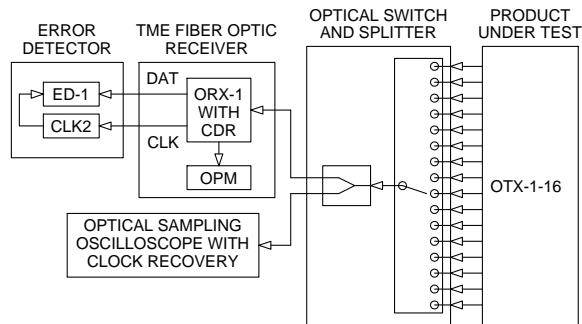 ERROR
DETECTOR
TME FIBER OPTIC
RECEIVER
OPTICAL SWITCH
AND SPLITTER
PRODUCT
UNDER TEST
ED-1
CLK2
DAT
CLK
ORX-1
WITH
CDR
OPM
OTX-1-16
OPTICAL SAMPLING
OSCILLOSCOPE WITH
CLOCK RECOVERY